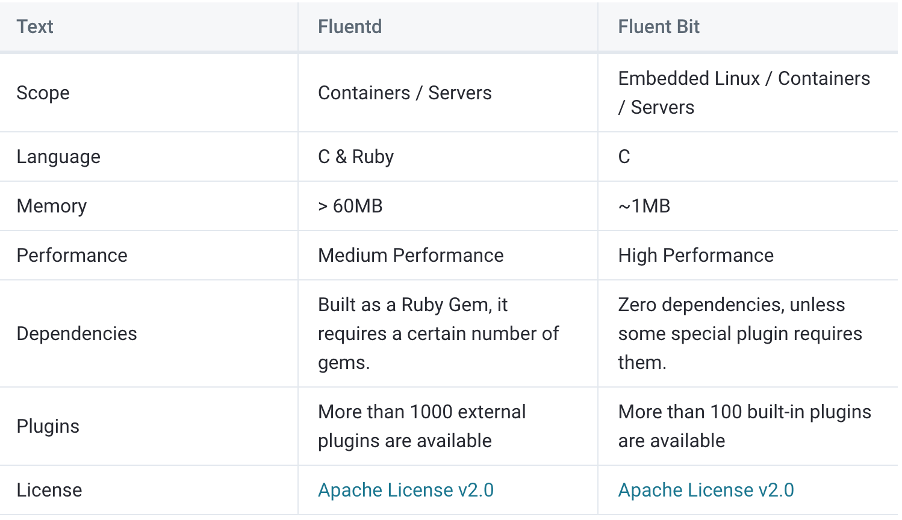 Text Fluentd Fluent Bit
Scope Containers / Servers Embedded Linux / Containers
/ Servers
Language C & Ruby C
Memory > 60MB ~1MB
Performance Medium Performance High Performance
Dependencies Built as a Ruby Gem, it
requires a certain number of
gems. Zero dependencies, unless
some special plugin requires
them.
Plugins More than 1000 external
plugins are available More than 100 built-in plugins
are available
License Apache License v2.0 Apache License v2.0